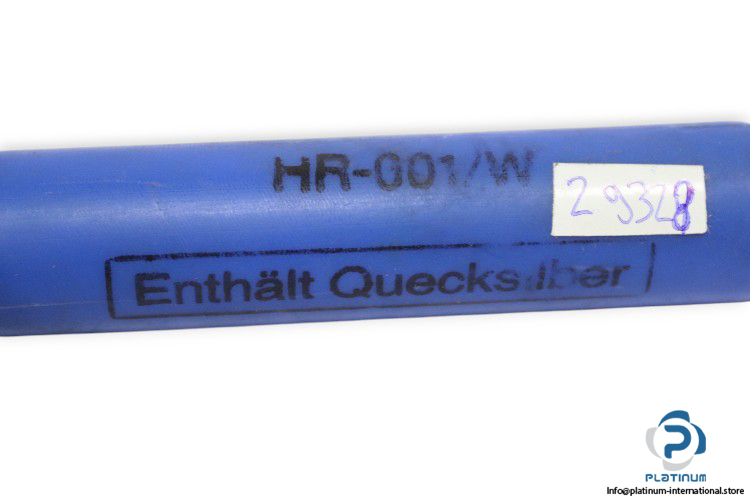 HR-001/W
29328
Enthält Quecksilber
PLATINUM
Info@platinum-international.store